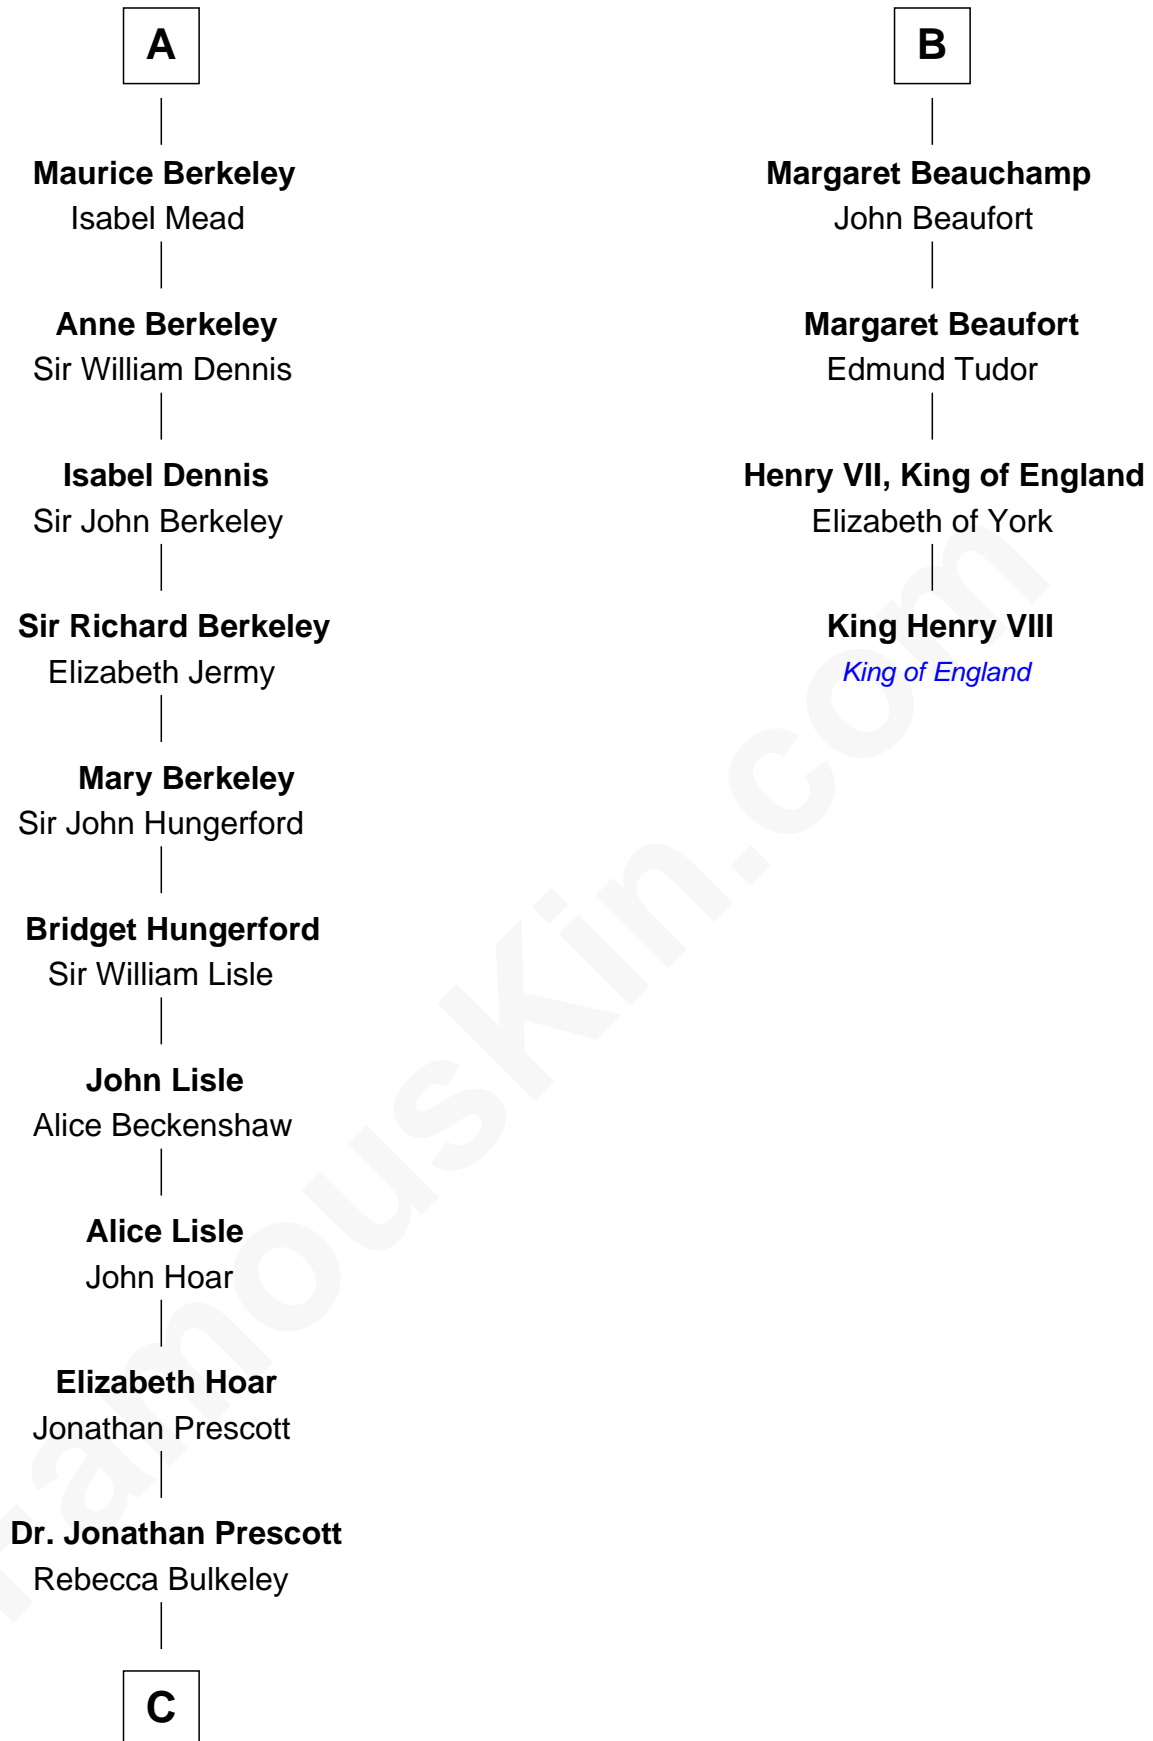 A
Maurice Berkeley
Isabel Mead
Anne Berkeley
Sir William Dennis
Isabel Dennis
Sir John Berkeley
Sir Richard Berkeley
Elizabeth Jermy
Mary Berkeley
Sir John Hungerford
Bridget Hungerford
Sir William Lisle
John Lisle
Alice Beckenshaw
Alice Lisle
John Hoar
Elizabeth Hoar
Jonathan Prescott
Dr. Jonathan Prescott
Rebecca Bulkeley
C
B
Margaret Beauchamp
John Beaufort
Margaret Beaufort
Edmund Tudor
Henry VII, King of England
Elizabeth of York
King Henry VIII
King of England
FamousKin.com